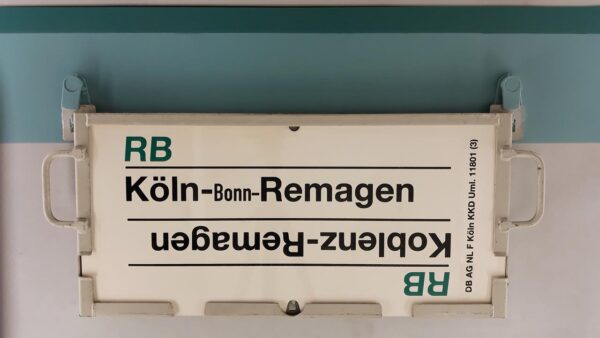 RB
Köln-Bonn-Remagen
Koblenz-Remagen
RB
DB AG NL F Köln KKD Uml. 11801 (3)